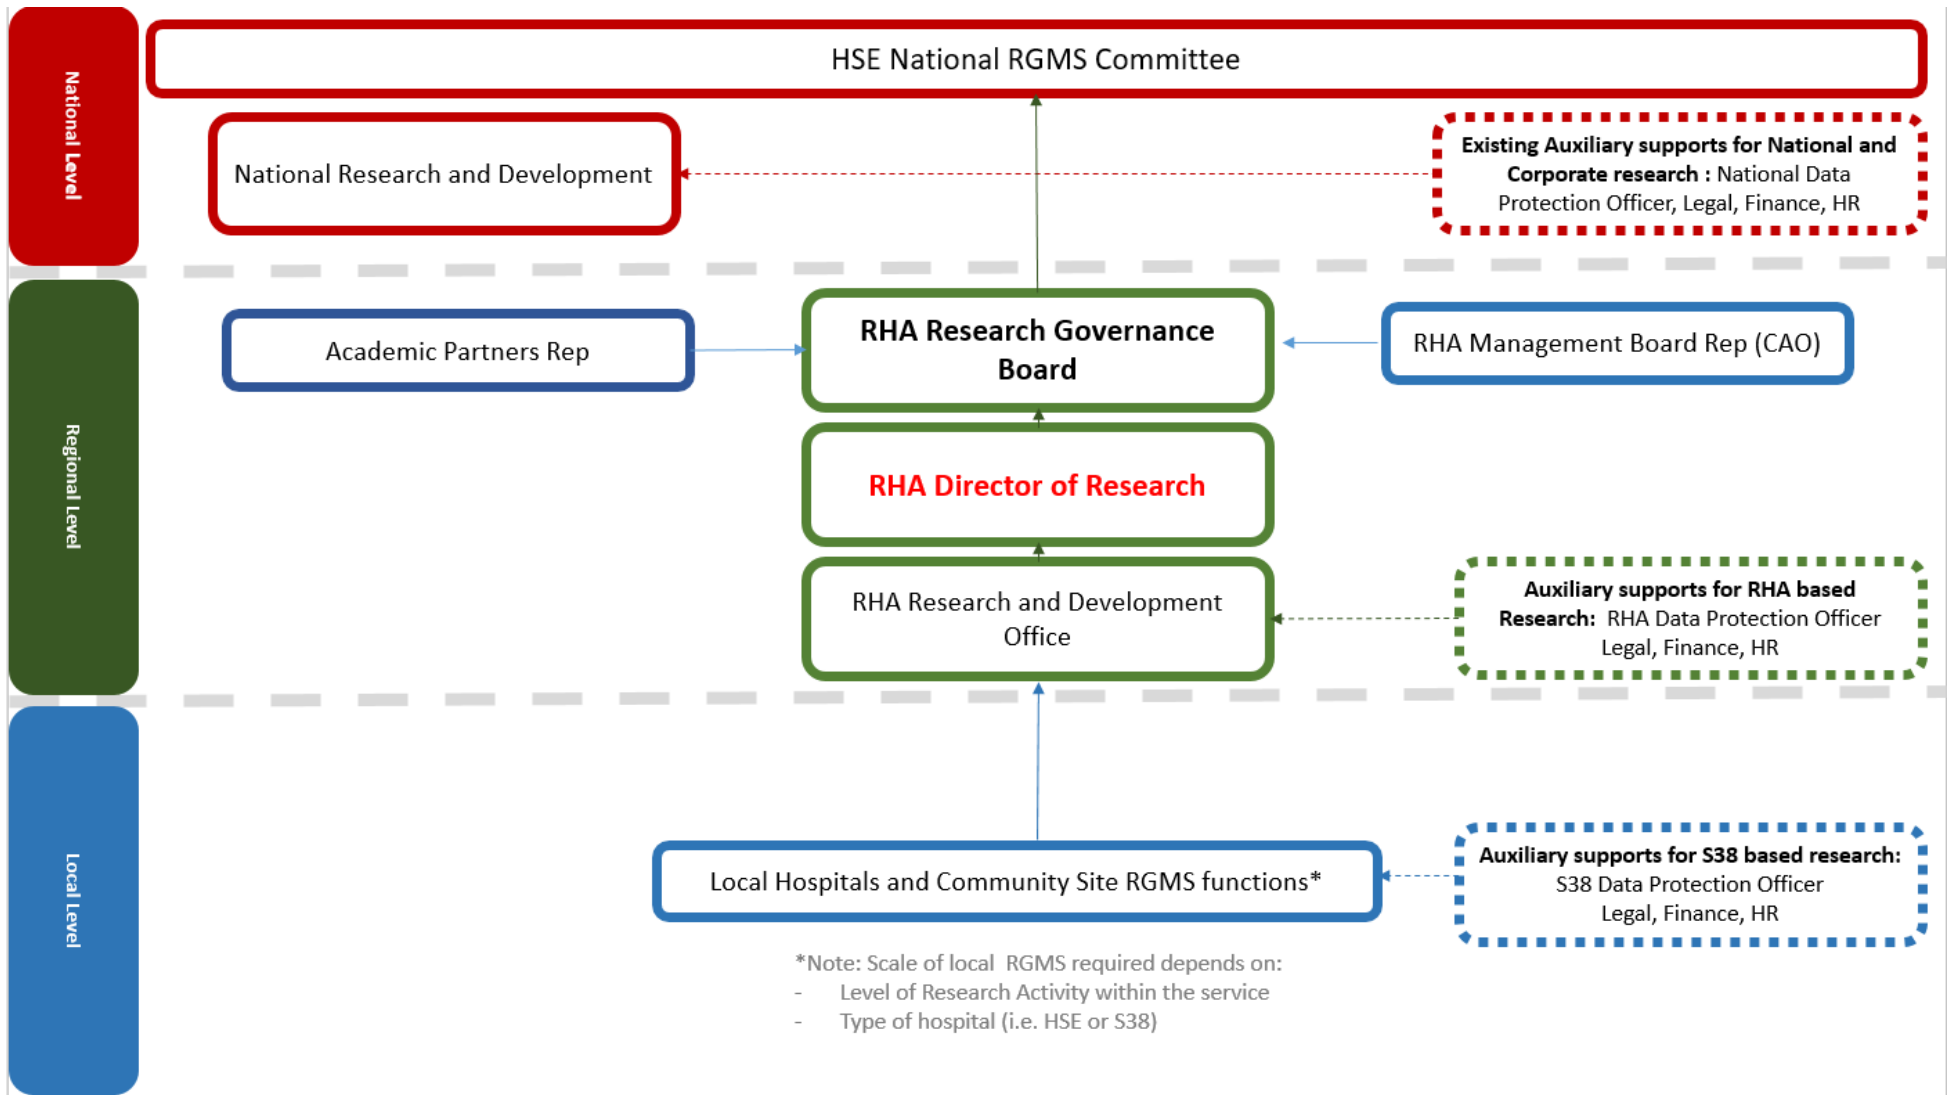 National Level
HSE National RGMS Committee
National Research and Development
Existing Auxiliary supports for National and
Corporate research : National Data
Protection Officer, Legal, Finance, HR
Regional Level
Academic Partners Rep
RHA Research Governance
Board
RHA Management Board Rep (CAO)
RHA Director of Research
RHA Research and Development
Office
Auxiliary supports for RHA based
Research: RHA Data Protection Officer
Legal, Finance, HR
Local Level
Local Hospitals and Community Site RGMS functions*
Auxiliary supports for S38 based research:
S38 Data Protection Officer
Legal, Finance, HR
*Note: Scale of local RGMS required depends on:
- Level of Research Activity within the service
- Type of hospital (i.e. HSE or S38)